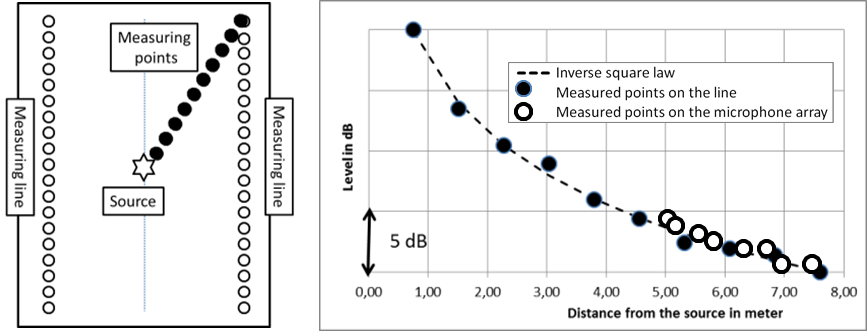 Measuring
points
Measuring line
Measuring line
Source
Inverse square law
Measured points on the line
Measured points on the microphone array
Level in dB
5 dB
0,00 1,00 2,00 3,00 4,00 5,00 6,00 7,00 8,00
Distance from the source in meter